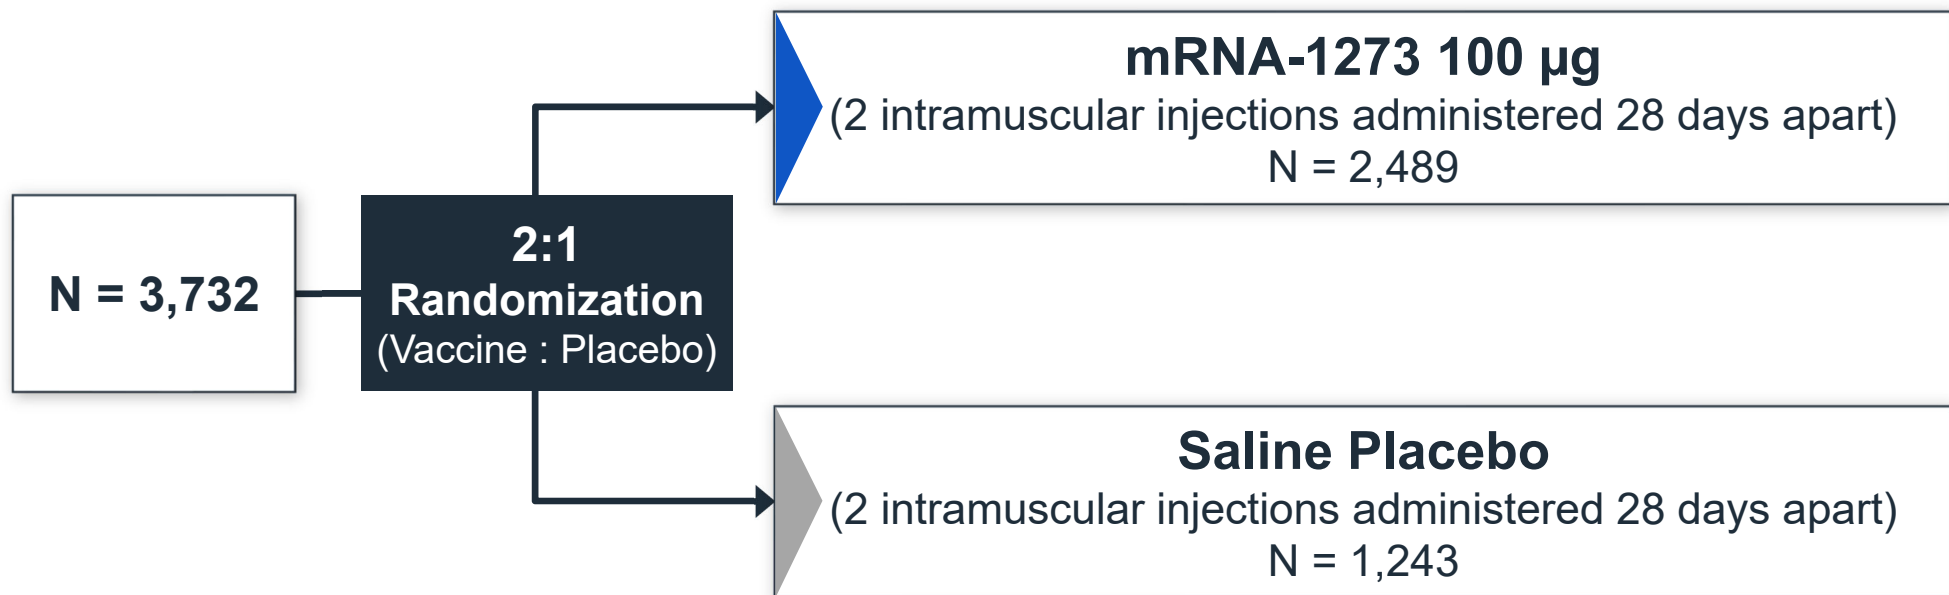 N = 3,732
2:1
Randomization
(Vaccine : Placebo)
mRNA-1273 100 µg
(2 intramuscular injections administered 28 days apart)
N = 2,489
Saline Placebo
(2 intramuscular injections administered 28 days apart)
N = 1,243